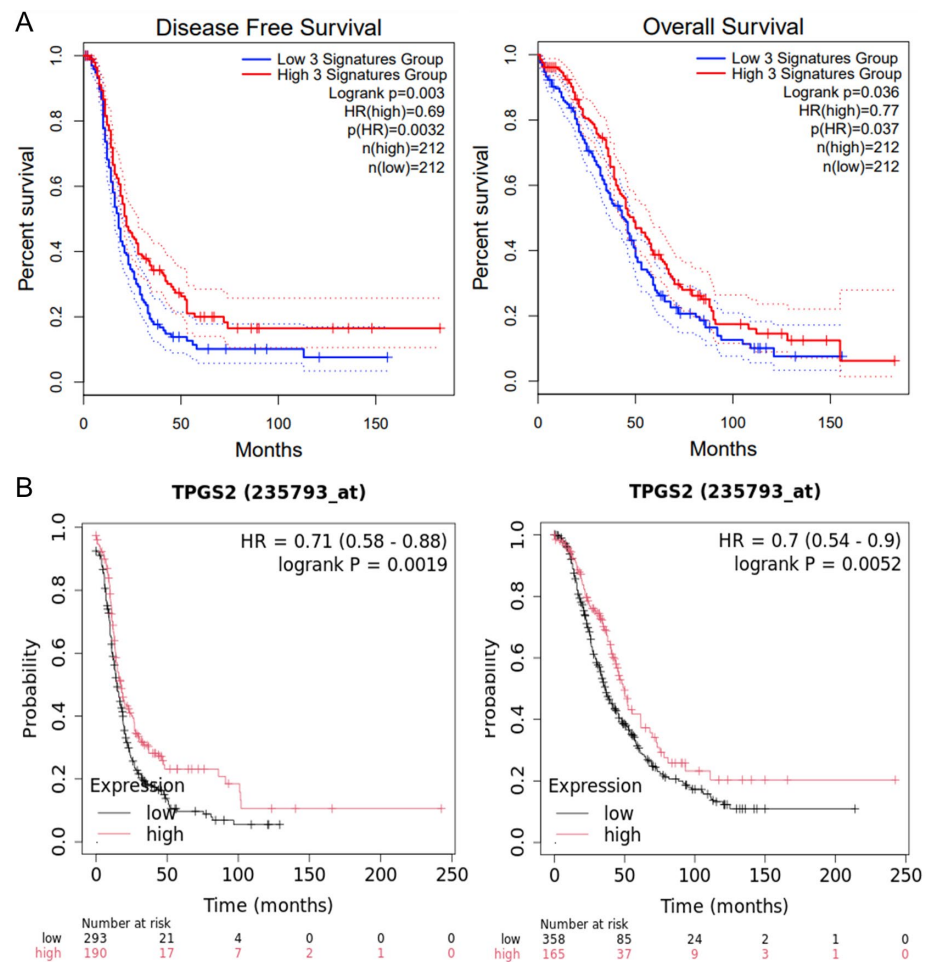 A
Disease Free Survival
Low 3 Signatures Group
High 3 Signatures Group
Logrank p=0.003
HR(high)=0.69
p(HR)=0.0032
n(high)=212
n(low)=212
Percent survival
1.0
0.8
0.6
0.4
0.2
0.0
0 50 100 150
Months
Overall Survival
Low 3 Signatures Group
High 3 Signatures Group
Logrank p=0.036
HR(high)=0.77
p(HR)=0.037
n(high)=212
n(low)=212
Percent survival
1.0
0.8
0.6
0.4
0.2
0.0
0 50 100 150
Months
B
TPGS2 (235793_at)
HR = 0.71 (0.58 - 0.88)
logrank P = 0.0019
Probability
1.0
0.8
0.6
0.4
0.2
0.0
Expression
low
high
0 50 100 150 200 250
Time (months)
Number at risk
low 293 21 4 0 0 0
high 190 17 7 2 1 0
TPGS2 (235793_at)
HR = 0.7 (0.54 - 0.9)
logrank P = 0.0052
Probability
1.0
0.8
0.6
0.4
0.2
0.0
Expression
low
high
0 50 100 150 200 250
Time (months)
Number at risk
low 358 85 24 2 1 0
high 165 37 9 3 1 0